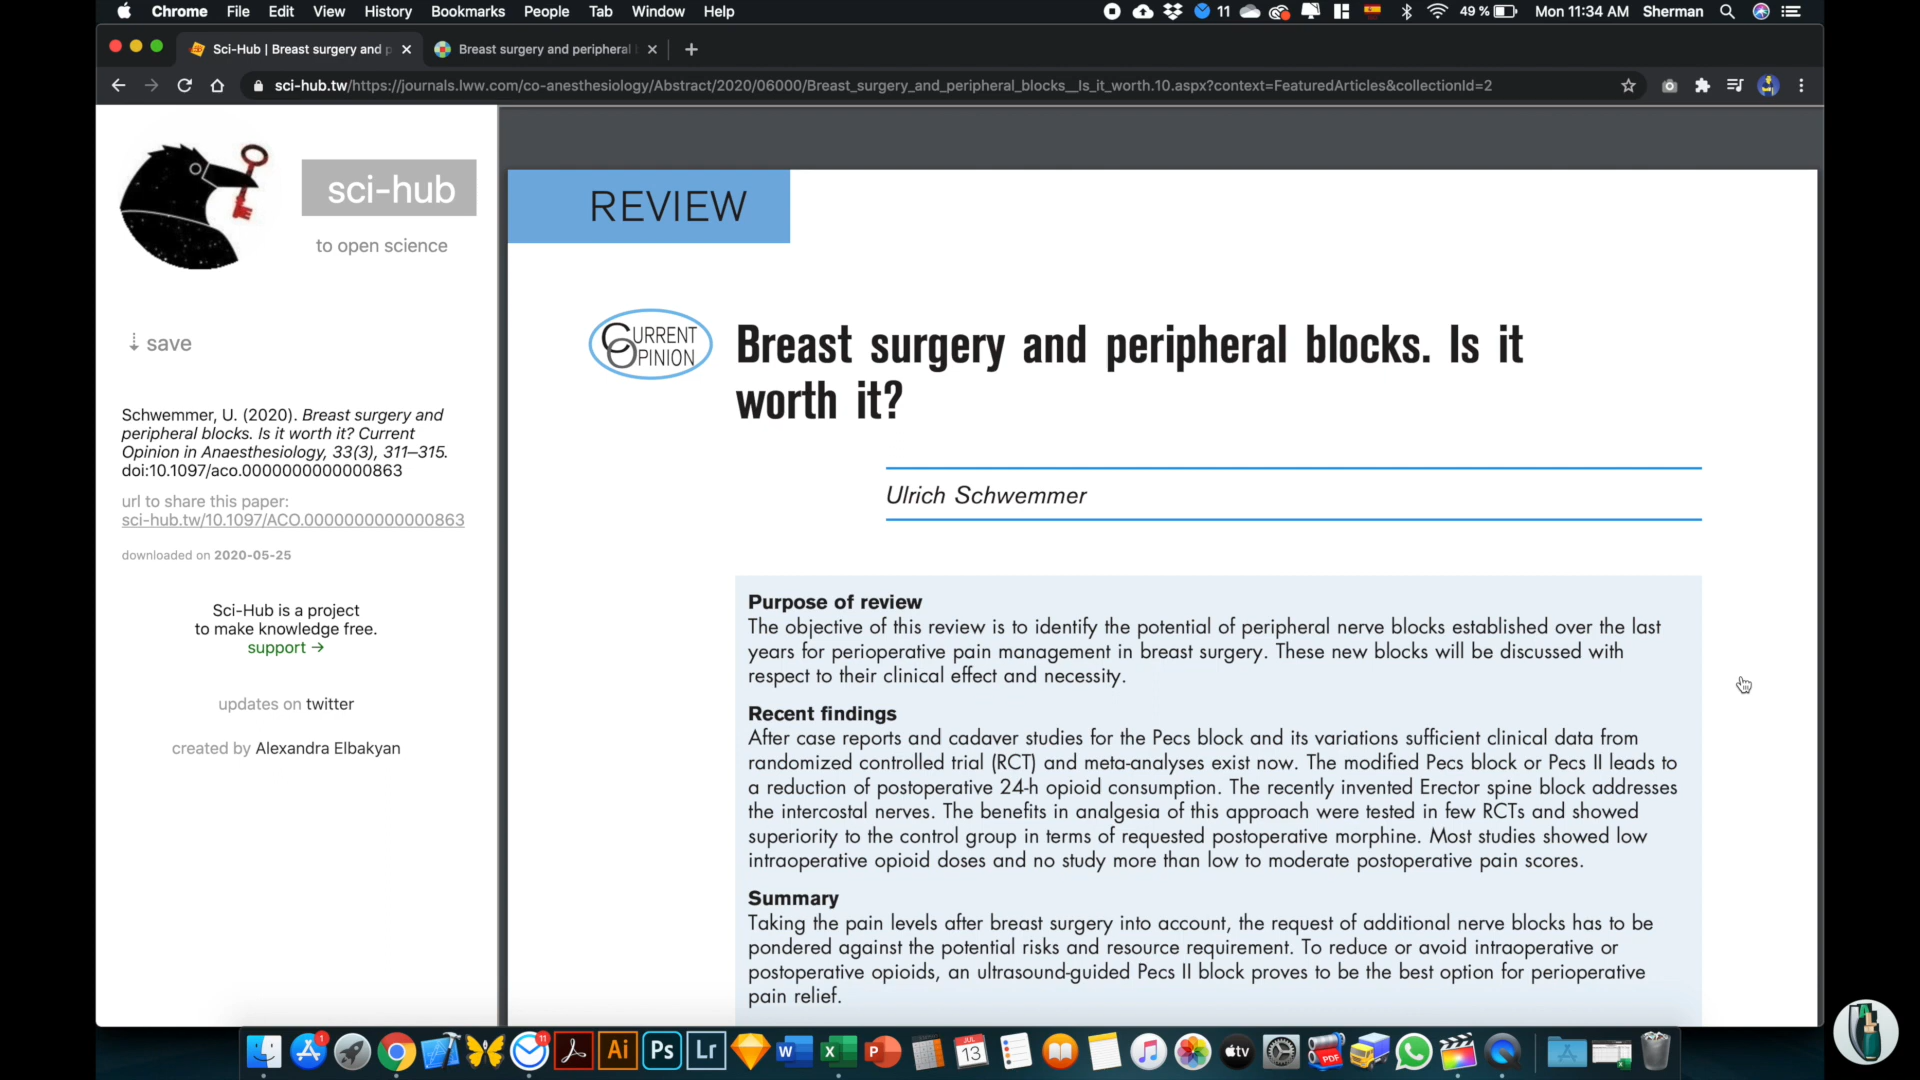 Chrome File Edit View History Bookmarks People Tab Window Help
11 49 % Mon 11:34 AM Sherman
Sci-Hub | Breast surgery and p
Breast surgery and peripheral
sci-hub.tw/https://journals.lww.com/co-anesthesiology/Abstract/2020/06000/Breast_surgery_and_peripheral_blocks__Is_it_worth.10.aspx?context=FeaturedArticles&collectionId=2
sci-hub
to open science
⇣ save
Schwemmer, U. (2020). Breast surgery and
peripheral blocks. Is it worth it? Current
Opinion in Anaesthesiology, 33(3), 311–315.
doi:10.1097/aco.0000000000000863
url to share this paper:
sci-hub.tw/10.1097/ACO.0000000000000863
downloaded on 2020-05-25
Sci-Hub is a project
to make knowledge free.
support →
updates on twitter
created by Alexandra Elbakyan
REVIEW
CURRENT
OPINION
Breast surgery and peripheral blocks. Is it
worth it?
Ulrich Schwemmer
Purpose of review
The objective of this review is to identify the potential of peripheral nerve blocks established over the last
years for perioperative pain management in breast surgery. These new blocks will be discussed with
respect to their clinical effect and necessity.
Recent findings
After case reports and cadaver studies for the Pecs block and its variations sufficient clinical data from
randomized controlled trial (RCT) and meta-analyses exist now. The modified Pecs block or Pecs II leads to
a reduction of postoperative 24-h opioid consumption. The recently invented Erector spine block addresses
the intercostal nerves. The benefits in analgesia of this approach were tested in few RCTs and showed
superiority to the control group in terms of requested postoperative morphine. Most studies showed low
intraoperative opioid doses and no study more than low to moderate postoperative pain scores.
Summary
Taking the pain levels after breast surgery into account, the request of additional nerve blocks has to be
pondered against the potential risks and resource requirement. To reduce or avoid intraoperative or
postoperative opioids, an ultrasound-guided Pecs II block proves to be the best option for perioperative
pain relief.
1 11 Ai Ps Lr W X P JUL 13 tv PDF